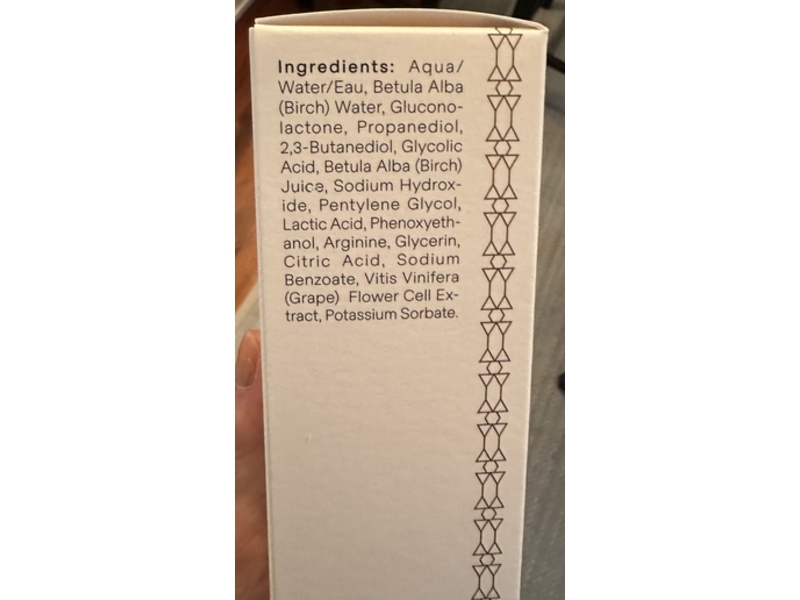 Ingredients: Aqua/
Water/Eau, Betula Alba
(Birch) Water, Glucono-
lactone, Propanediol,
2,3-Butanediol, Glycolic
Acid, Betula Alba (Birch)
Juice, Sodium Hydrox-
ide, Pentylene Glycol,
Lactic Acid, Phenoxyeth-
anol, Arginine, Glycerin,
Citric Acid, Sodium
Benzoate, Vitis Vinifera
(Grape) Flower Cell Ex-
tract, Potassium Sorbate.